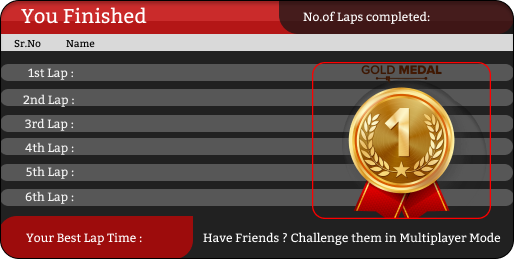 You Finished
No.of Laps completed:
Sr.No Name
GOLD MEDAL
1st Lap :
1
2nd Lap :
3rd Lap :
4th Lap :
5th Lap :
6th Lap :
Your Best Lap Time :
Have Friends ? Challenge them in Multiplayer Mode